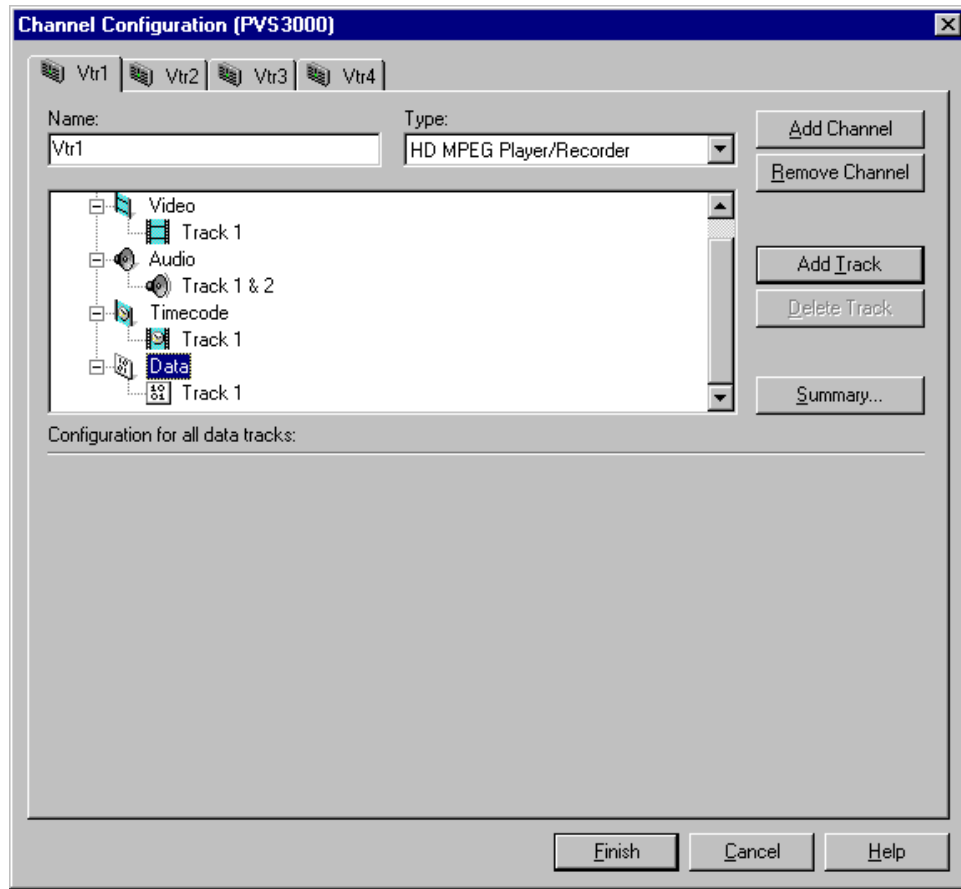 Channel Configuration (PVS3000)
Vtr1 Vtr2 Vtr3 Vtr4
Name: Type:
Vtr1 HD MPEG Player/Recorder
Add Channel
Remove Channel
Video
Track 1
Audio
Track 1 & 2
Timecode
Track 1
Data
Track 1
Add Track
Delete Track
Summary...
Configuration for all data tracks:
Finish Cancel Help